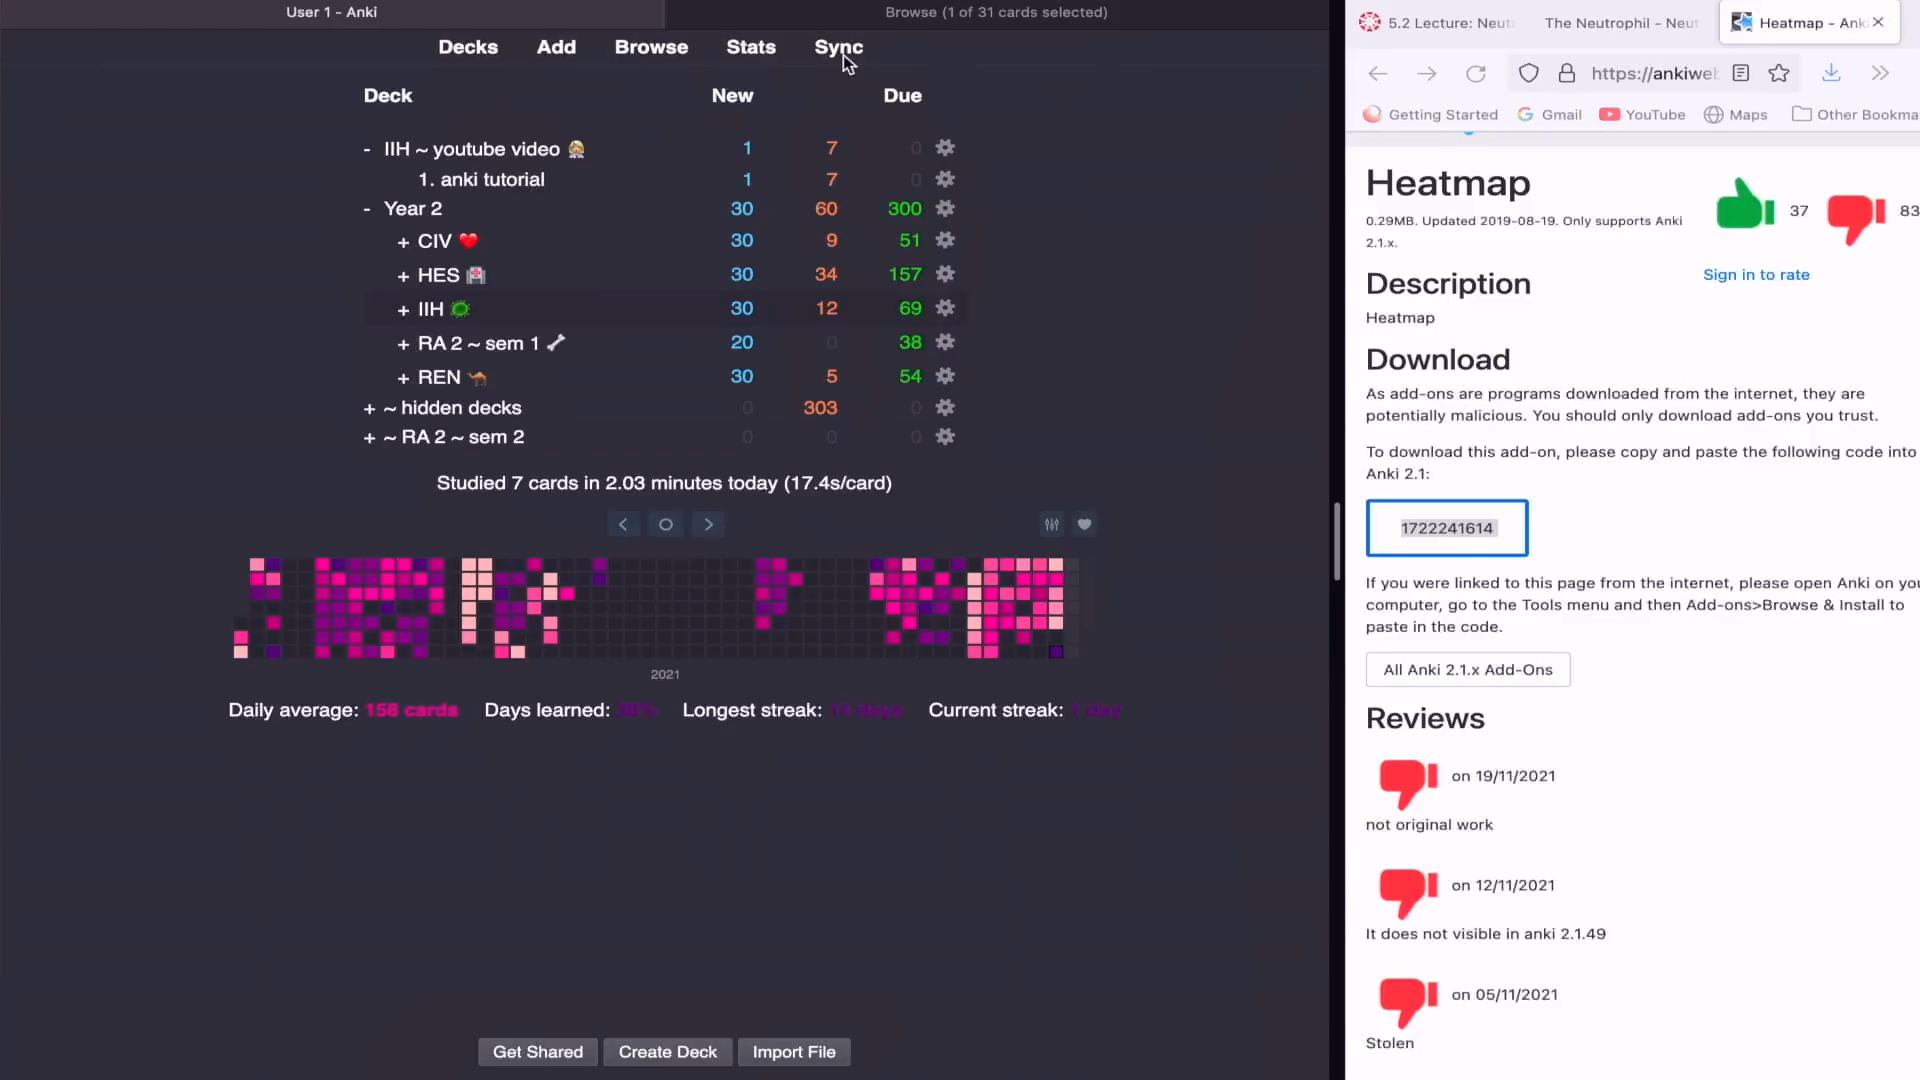 User 1 - Anki
Browse (1 of 31 cards selected)
Decks Add Browse Stats Sync
Deck New Due
- IIH ~ youtube video 1 7 0
1. anki tutorial 1 7 0
- Year 2 30 60 300
+ CIV 30 9 51
+ HES 30 34 157
+ IIH 30 12 69
+ RA 2 ~ sem 1 20 0 38
+ REN 30 5 54
+ ~ hidden decks 0 303 0
+ ~ RA 2 ~ sem 2 0 0 0
Studied 7 cards in 2.03 minutes today (17.4s/card)
2021
Daily average: 158 cards Days learned: Longest streak: days Current streak: 1 day
Get Shared Create Deck Import File
5.2 Lecture: Neut
The Neutrophil - Neut
Heatmap - Anki
https://ankiwel
Getting Started Gmail YouTube Maps Other Bookma
Heatmap
37 83
0.29MB. Updated 2019-08-19. Only supports Anki
2.1.x.
Sign in to rate
Description
Heatmap
Download
As add-ons are programs downloaded from the internet, they are
potentially malicious. You should only download add-ons you trust.
To download this add-on, please copy and paste the following code into
Anki 2.1:
1722241614
If you were linked to this page from the internet, please open Anki on you
computer, go to the Tools menu and then Add-ons>Browse & Install to
paste in the code.
All Anki 2.1.x Add-Ons
Reviews
on 19/11/2021
not original work
on 12/11/2021
It does not visible in anki 2.1.49
on 05/11/2021
Stolen